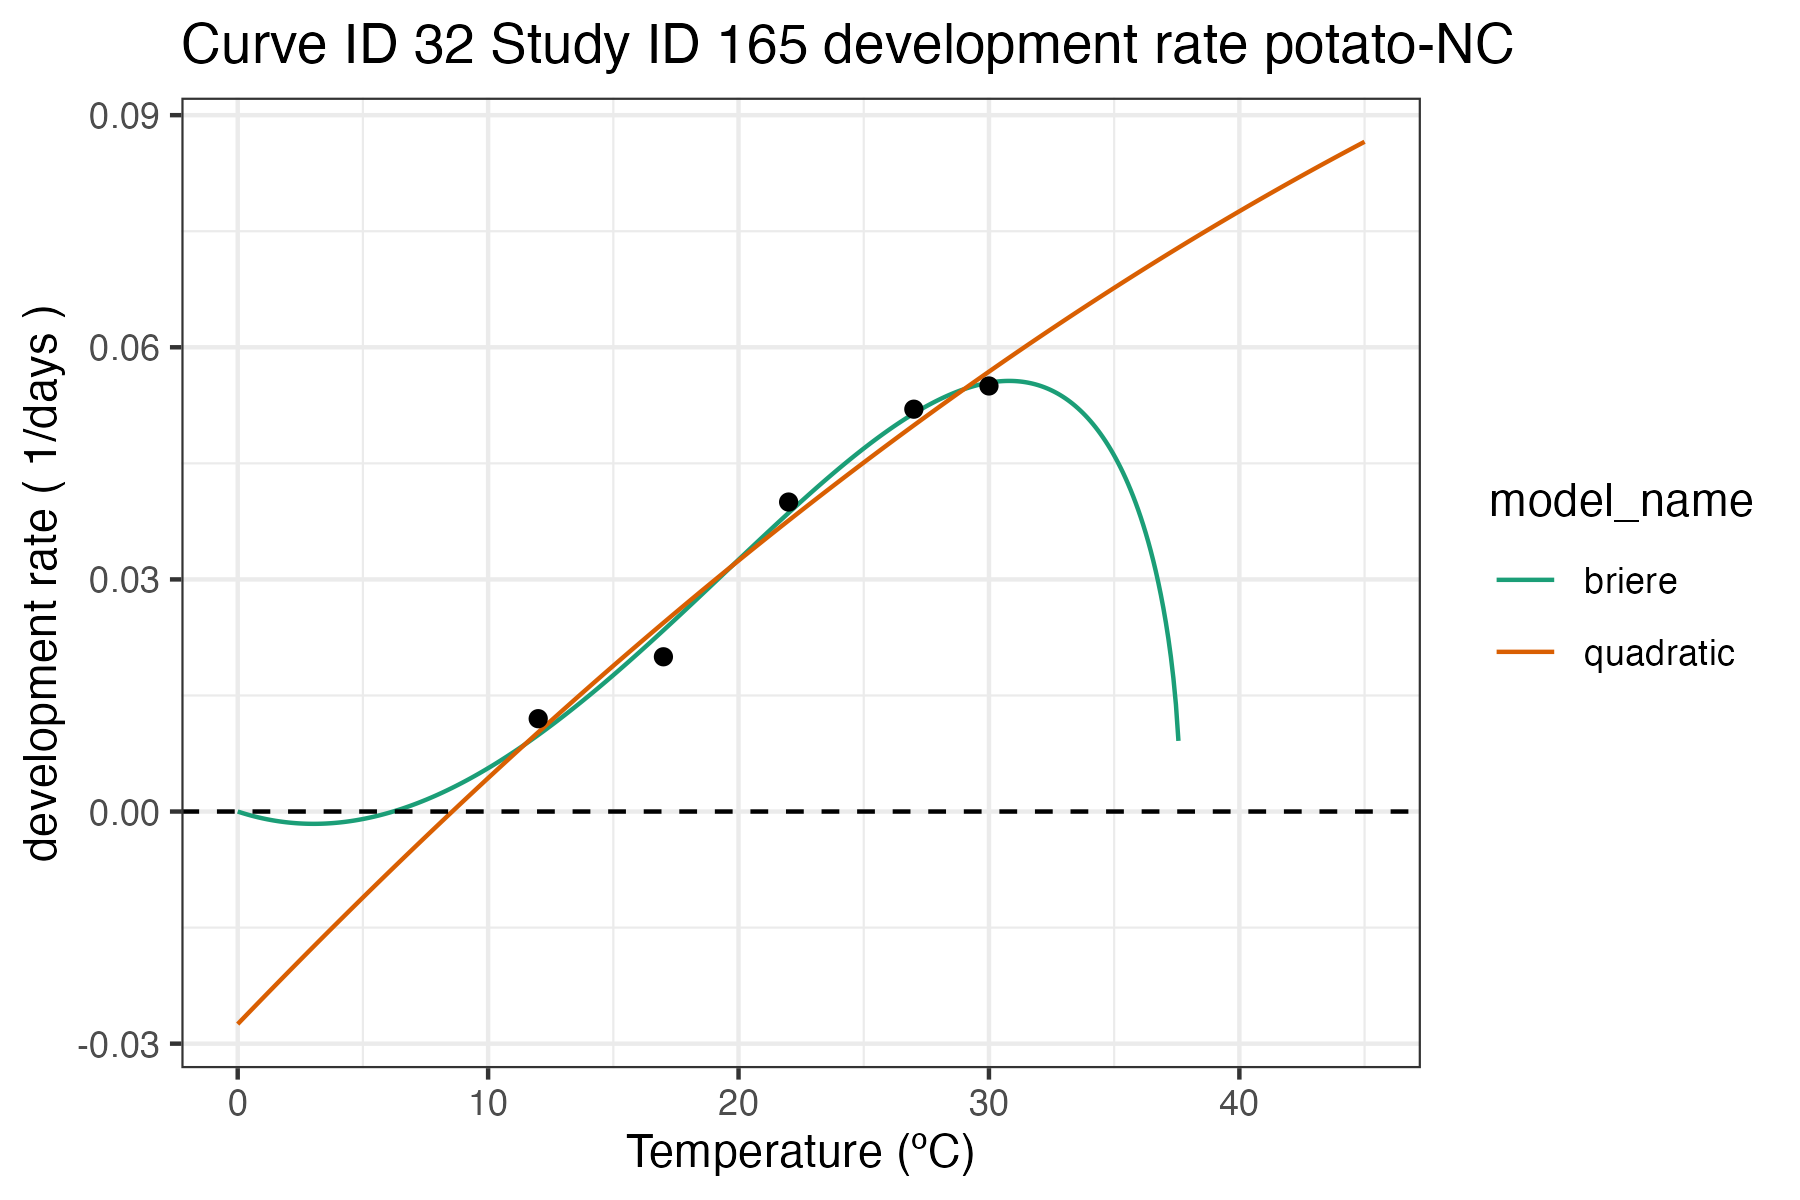 Curve ID 32 Study ID 165 development rate potato-NC
0.09
0.06
0.03
0.00
-0.03
development rate ( 1/days )
0
10
20
30
40
Temperature (ºC)
model_name
briere
quadratic